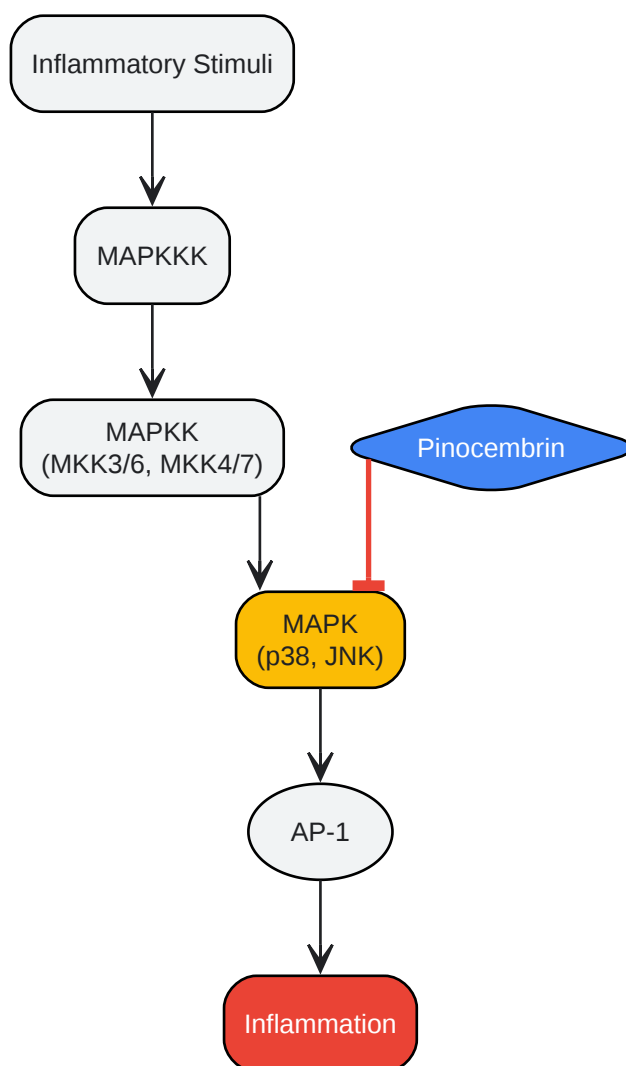 Inflammatory Stimuli
MAPKKK
MAPKK
(MKK3/6, MKK4/7)
Pinocembrin
MAPK
(p38, JNK)
AP-1
Inflammation